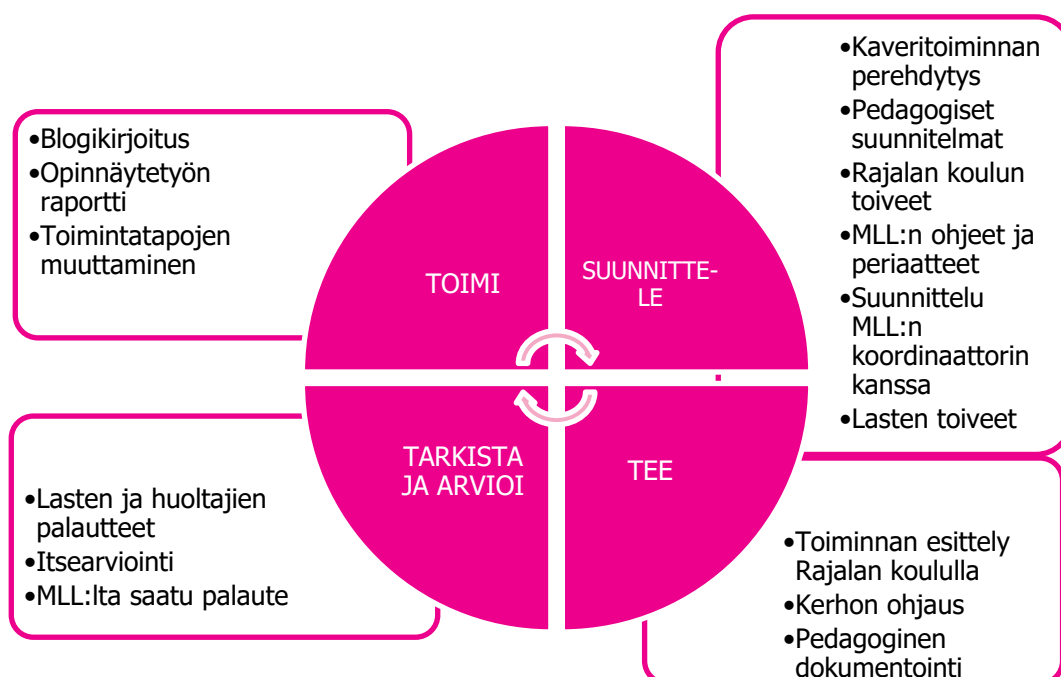 •Blogikirjoitus
•Opinnäytetyön
raportti
•Toimintatapojen
muuttaminen
•Kaveritoiminnan
perehdytys
•Pedagogiset
suunnitelmat
•Rajalan koulun
toiveet
•MLL:n ohjeet ja
periaatteet
•Suunnittelu
MLL:n
koordinaattorin
kanssa
•Lasten toiveet
TOIMI
SUUNNITTE-
LE
TARKISTA
JA ARVIOI
TEE
•Lasten ja huoltajien
palautteet
•Itsearviointi
•MLL:lta saatu palaute
•Toiminnan esittely
Rajalan koululla
•Kerhon ohjaus
•Pedagoginen
dokumentointi